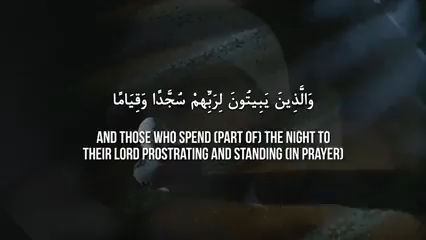 وَالَّذِينَ يَبِيتُونَ لِرَبِّهِمْ سُجَّدًا وَقِيَامًا
AND THOSE WHO SPEND (PART OF) THE NIGHT TO
THEIR LORD PROSTRATING AND STANDING (IN PRAYER)